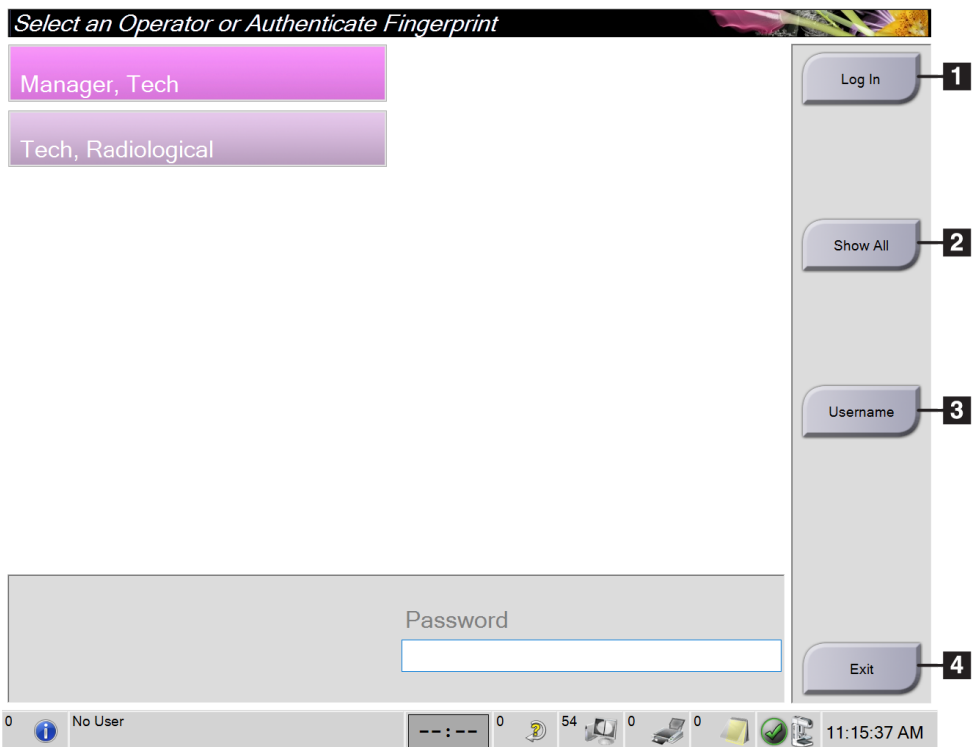 Select an Operator or Authenticate Fingerprint
Manager, Tech
Tech, Radiological
Log In
1
Show All
2
Username
3
Password
Exit
4
0
No User
--:--
0
54
0
0
11:15:37 AM